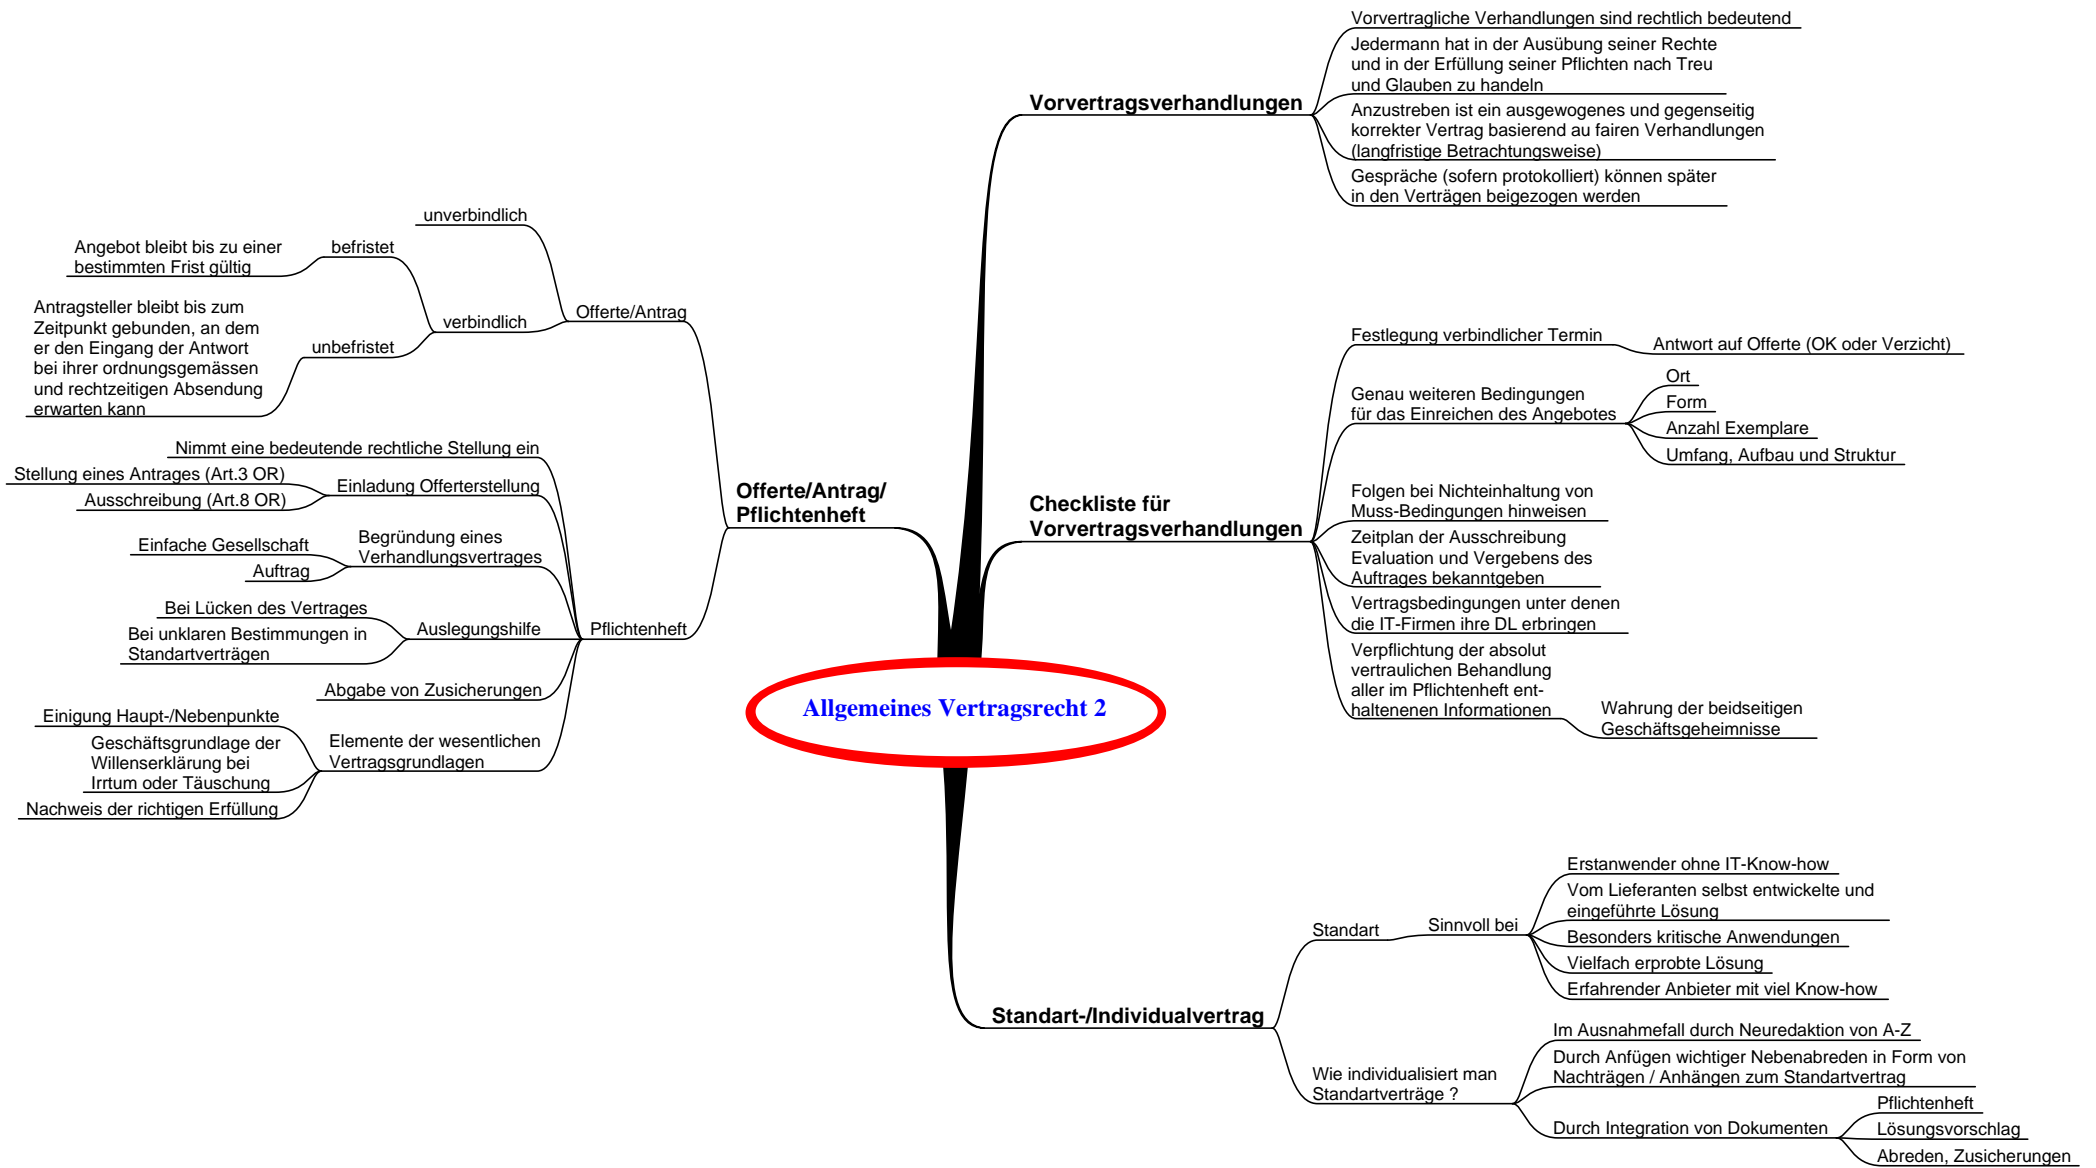 Allgemeines Vertragsrecht 2
Vorvertragsverhandlungen
Vorvertragliche Verhandlungen sind rechtlich bedeutend
Jedermann hat in der Ausübung seiner Rechte
und in der Erfüllung seiner Pflichten nach Treu
und Glauben zu handeln
Anzustreben ist ein ausgewogenes und gegenseitig
korrekter Vertrag basierend au fairen Verhandlungen
(langfristige Betrachtungsweise)
Gespräche (sofern protokolliert) können später
in den Verträgen beigezogen werden
Checkliste für
Vorvertragsverhandlungen
Festlegung verbindlicher Termin
Antwort auf Offerte (OK oder Verzicht)
Genau weiteren Bedingungen
für das Einreichen des Angebotes
Ort
Form
Anzahl Exemplare
Umfang, Aufbau und Struktur
Folgen bei Nichteinhaltung von
Muss-Bedingungen hinweisen
Zeitplan der Ausschreibung
Evaluation und Vergebens des
Auftrages bekanntgeben
Vertragsbedingungen unter denen
die IT-Firmen ihre DL erbringen
Verpflichtung der absolut
vertraulichen Behandlung
aller im Pflichtenheft ent-
haltenenen Informationen
Wahrung der beidseitigen
Geschäftsgeheimnisse
Standart-/Individualvertrag
Standart
Sinnvoll bei
Erstanwender ohne IT-Know-how
Vom Lieferanten selbst entwickelte und
eingeführte Lösung
Besonders kritische Anwendungen
Vielfach erprobte Lösung
Erfahrender Anbieter mit viel Know-how
Wie individualisiert man
Standartverträge ?
Im Ausnahmefall durch Neuredaktion von A-Z
Durch Anfügen wichtiger Nebenabreden in Form von
Nachträgen / Anhängen zum Standartvertrag
Durch Integration von Dokumenten
Pflichtenheft
Lösungsvorschlag
Abreden, Zusicherungen
Offerte/Antrag/
Pflichtenheft
Offerte/Antrag
unverbindlich
verbindlich
befristet
Angebot bleibt bis zu einer
bestimmten Frist gültig
unbefristet
Antragsteller bleibt bis zum
Zeitpunkt gebunden, an dem
er den Eingang der Antwort
bei ihrer ordnungsgemässen
und rechtzeitigen Absendung
erwarten kann
Pflichtenheft
Nimmt eine bedeutende rechtliche Stellung ein
Einladung Offerterstellung
Stellung eines Antrages (Art.3 OR)
Ausschreibung (Art.8 OR)
Begründung eines
Verhandlungsvertrages
Einfache Gesellschaft
Auftrag
Auslegungshilfe
Bei Lücken des Vertrages
Bei unklaren Bestimmungen in
Standartverträgen
Abgabe von Zusicherungen
Elemente der wesentlichen
Vertragsgrundlagen
Einigung Haupt-/Nebenpunkte
Geschäftsgrundlage der
Willenserklärung bei
Irrtum oder Täuschung
Nachweis der richtigen Erfüllung